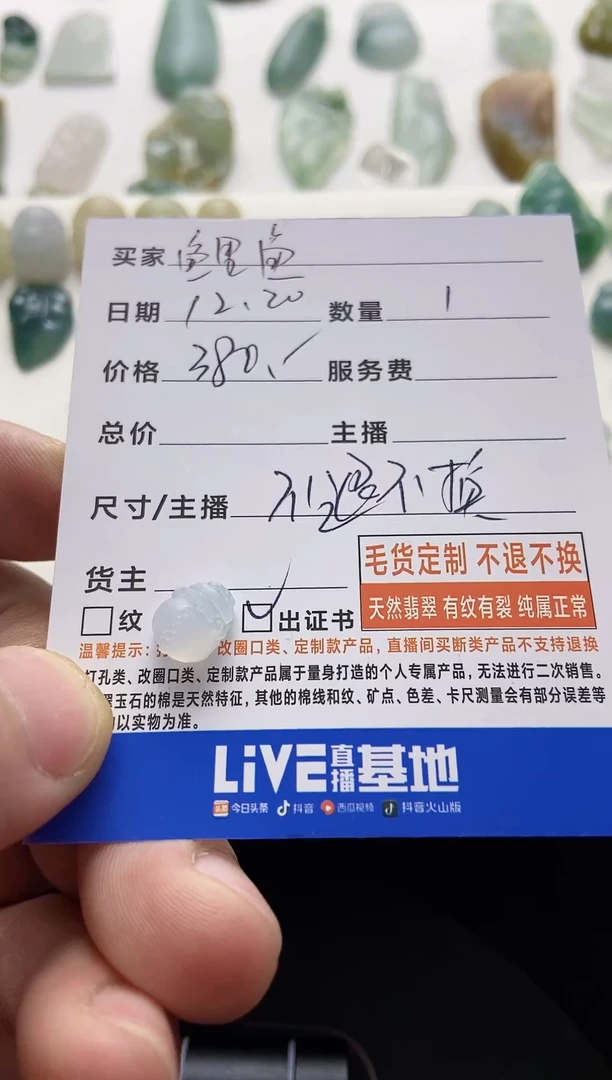 买家 鲤鱼
日期 12.20 数量 1
价格 380. 服务费
总价 主播
尺寸/主播 不退不换
货主
毛货定制 不退不换
天然翡翠 有纹有裂 纯属正常
纹 出证书
温馨提示: 改圈口类、定制款产品，直播间买断类产品不支持退换
打孔类、改圈口类、定制款产品属于量身打造的个人专属产品，无法进行二次销售。
玉石的棉是天然特征，其他的棉线和纹、矿点、色差、卡尺测量会有部分误差等
以实物为准。
LiVE直播基地
今日头条 抖音 西瓜视频 抖音火山版